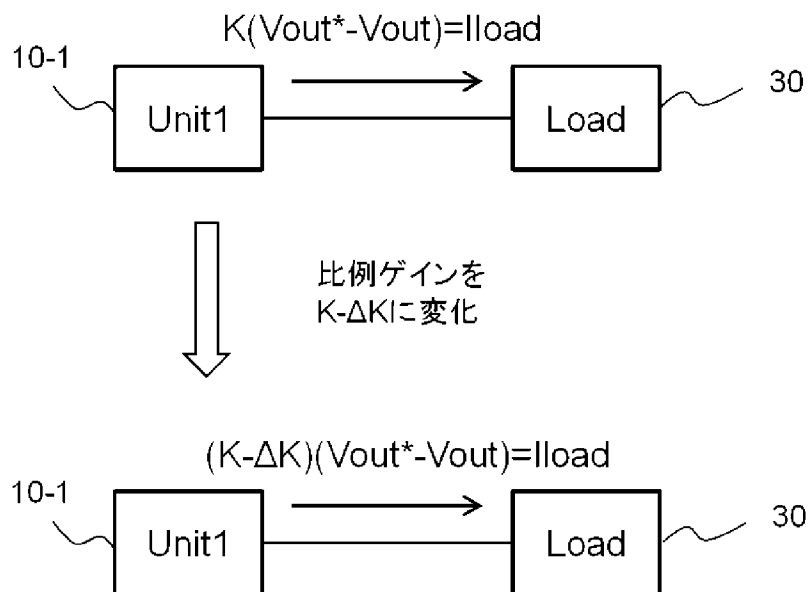 K(Vout*-Vout)=Iload
10-1
Unit1
Load
30
比例ゲインを
K-ΔKに変化
(K-ΔK)(Vout*-Vout)=Iload
10-1
Unit1
Load
30